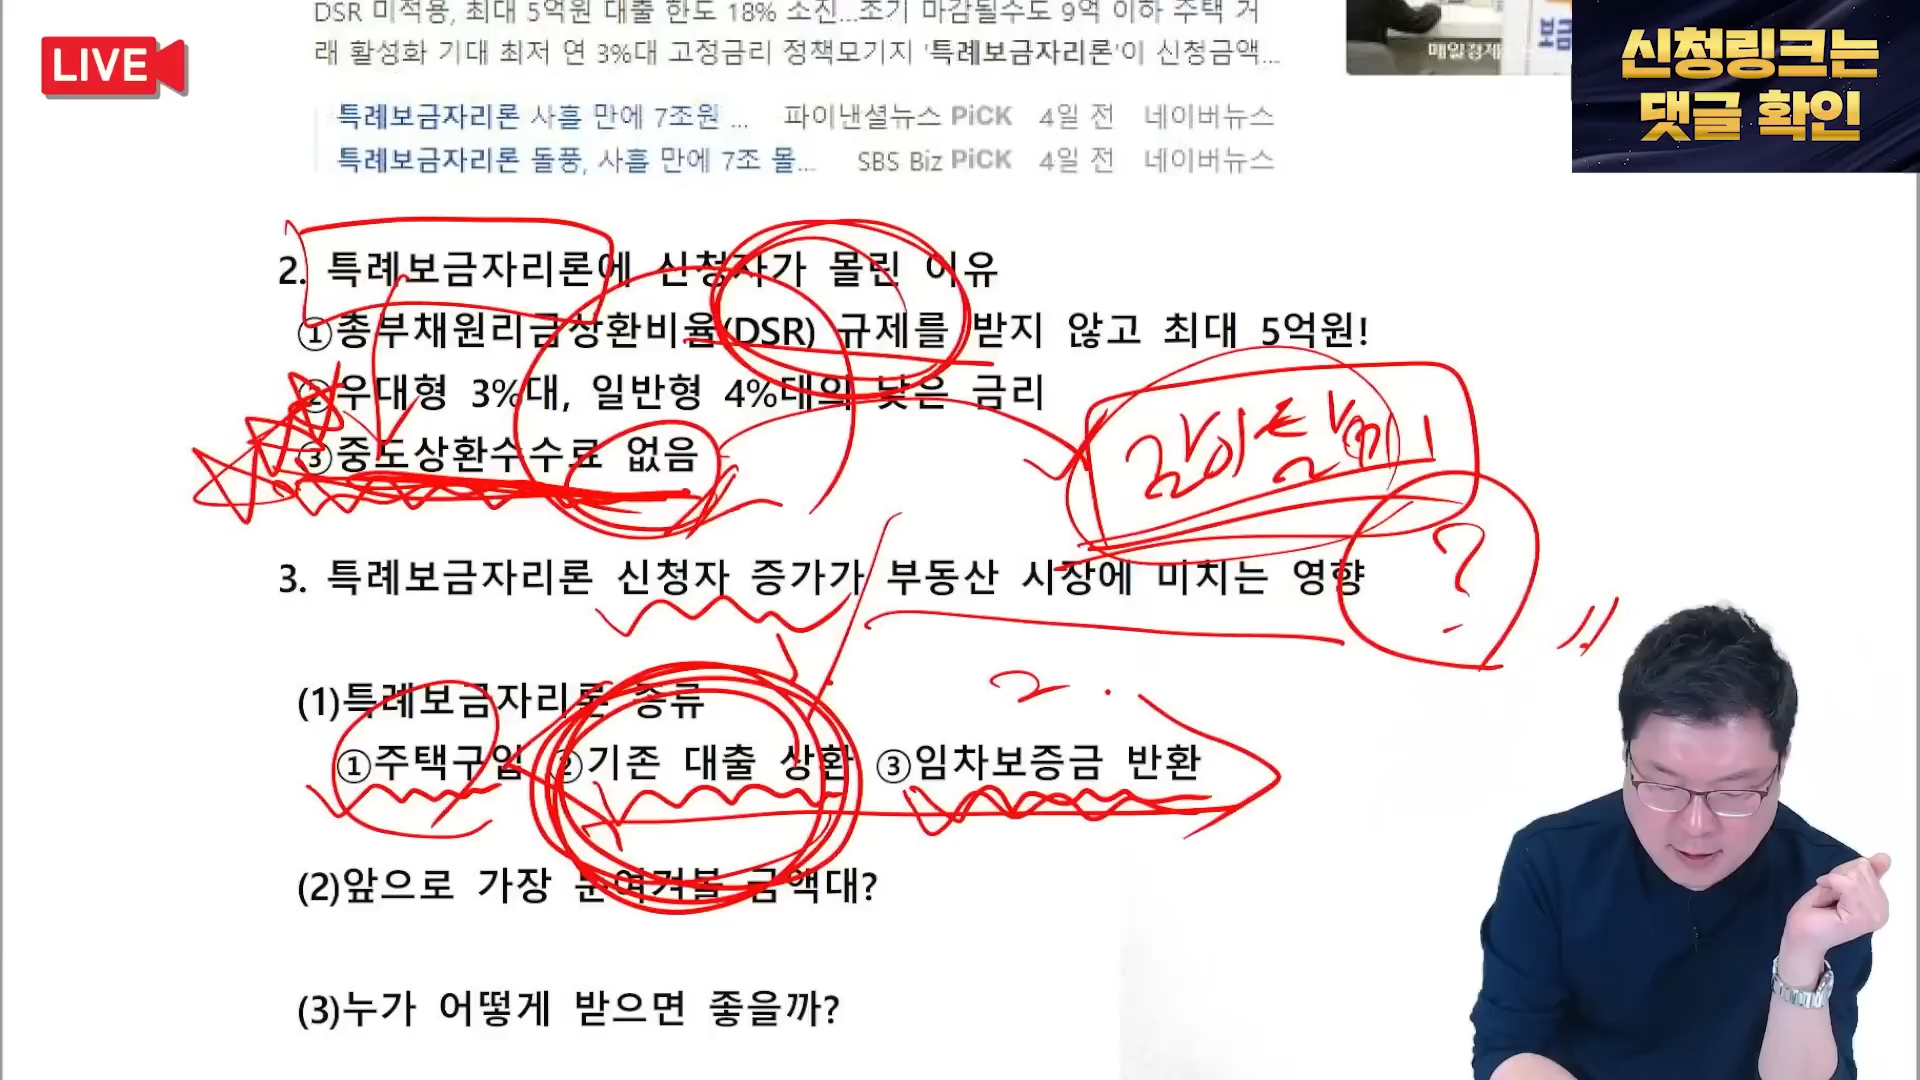 DSR 미적용, 최대 5억원 대출 한도 18% 소진...조기 마감될수도 9억 이하 주택 거
래 활성화 기대 최저 연 3%대 고정금리 정책모기지 '특례보금자리론'이 신청금액...
매일경제
LIVE
신청링크는
댓글 확인
특례보금자리론 사흘 만에 7조원 ... 파이낸셜뉴스 PiCK 4일 전 네이버뉴스
특례보금자리론 돌풍, 사흘 만에 7조 몰... SBS Biz PiCK 4일 전 네이버뉴스
2. 특례보금자리론에 신청자가 몰린 이유
①총부채원리금상환비율(DSR) 규제를 받지 않고 최대 5억원!
②우대형 3%대, 일반형 4%대의 낮은 금리
③중도상환수수료 없음
3. 특례보금자리론 신청자 증가가 부동산 시장에 미치는 영향
?
(1)특례보금자리론 종류
2.
①주택구입 ②기존 대출 상환 ③임차보증금 반환
(2)앞으로 가장 눈여겨볼 금액대?
(3)누가 어떻게 받으면 좋을까?